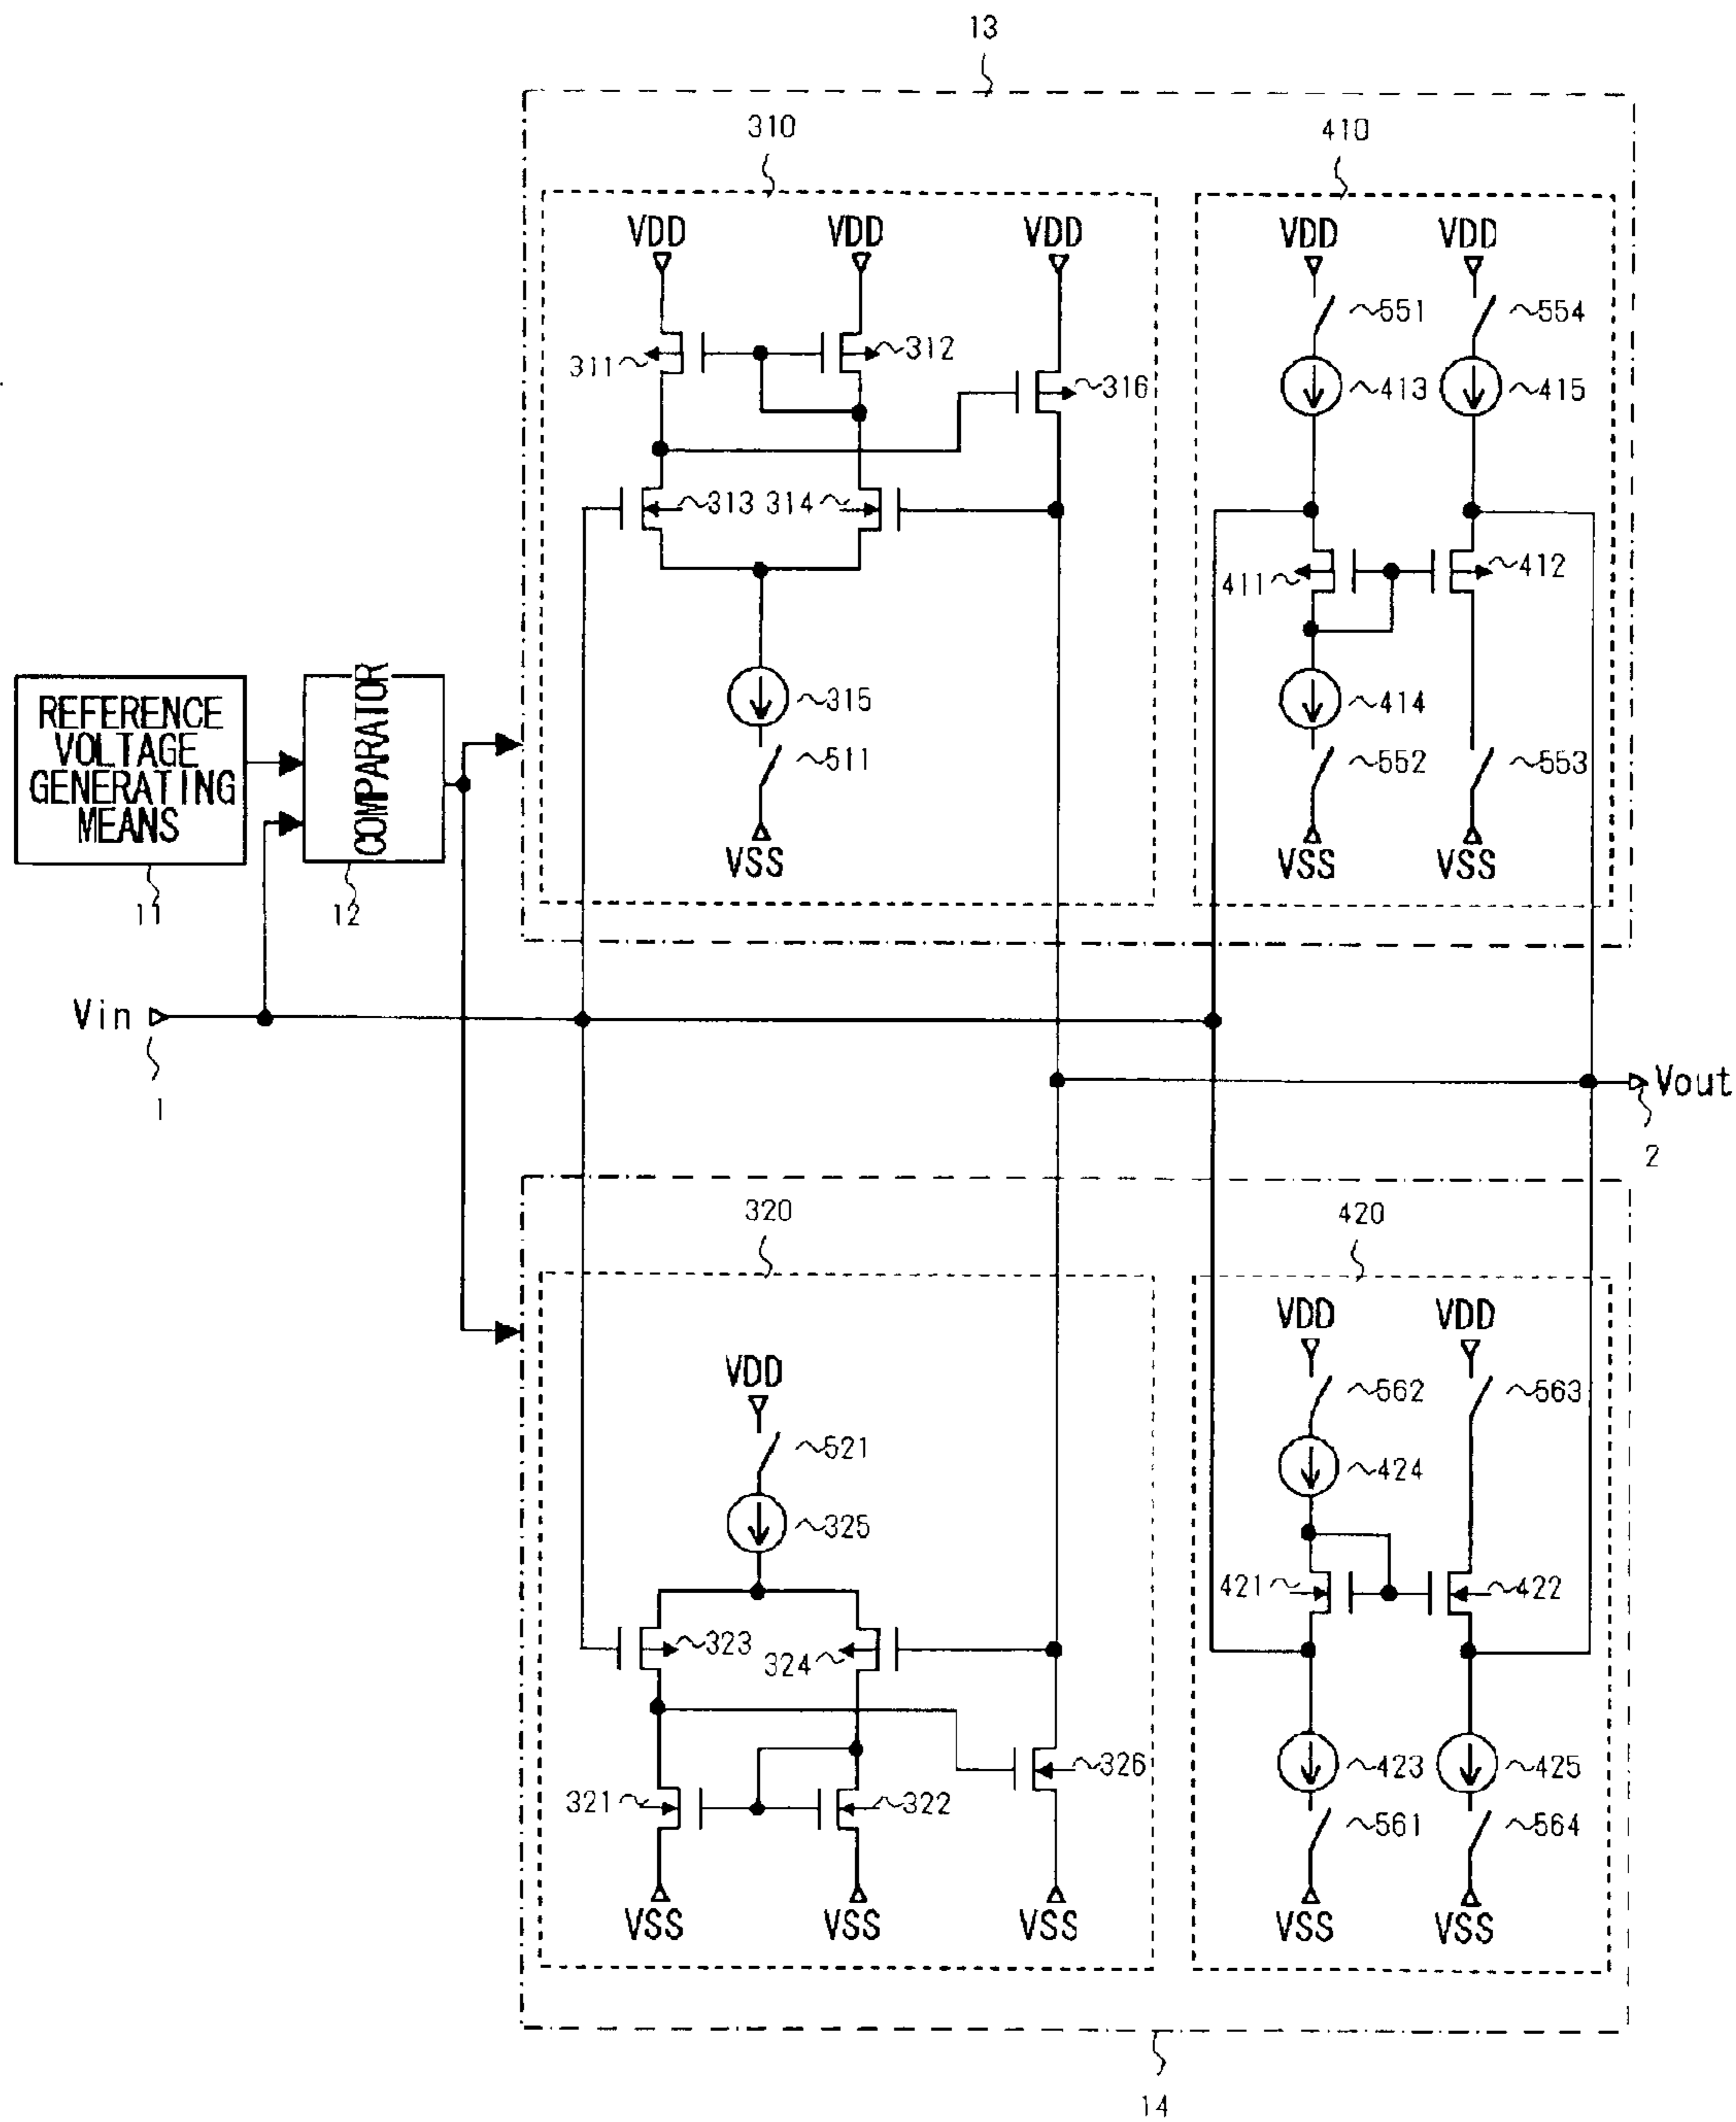 13
310
410
VDD
VDD
VDD
VDD
VDD
551
554
311
312
316
413
415
313
314
411
412
315
414
511
552
553
VSS
VSS
VSS
REFERENCE
VOLTAGE
GENERATING
MEANS
COMPARATOR
11
12
Vin
1
Vout
2
320
420
VDD
VDD
VDD
562
563
521
424
325
421
422
323
324
326
423
425
321
322
561
564
VSS
VSS
VSS
VSS
VSS
14